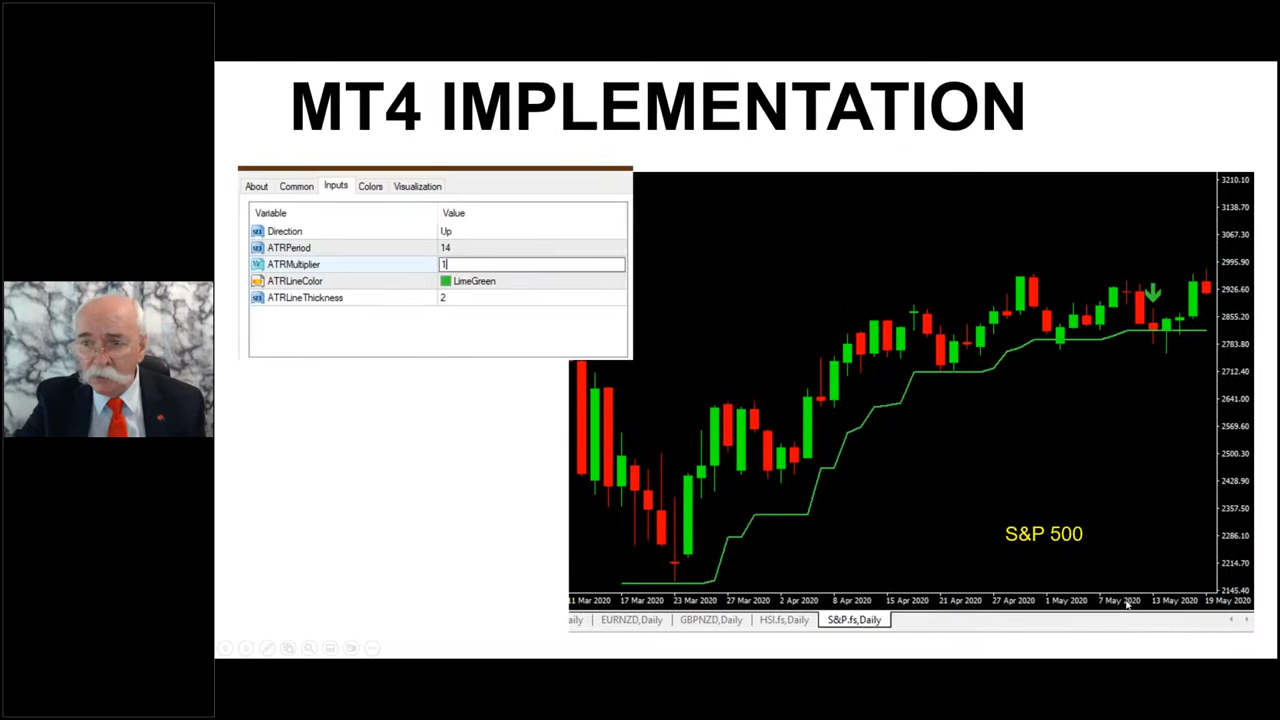 MT4 IMPLEMENTATION
About Common Inputs Colors Visualization
Variable Value
Direction Up
ATRPeriod 14
ATRMultiplier 1
ATRLineColor LimeGreen
ATRLineThickness 2
3210.10
3138.70
3067.30
2995.90
2926.60
2855.20
2783.80
2712.40
2641.00
2569.60
2500.30
2428.90
2357.50
2286.10
2214.70
2145.40
S&P 500
11 Mar 2020 17 Mar 2020 23 Mar 2020 27 Mar 2020 2 Apr 2020 8 Apr 2020 15 Apr 2020 21 Apr 2020 27 Apr 2020 1 May 2020 7 May 2020 13 May 2020 19 May 2020
aily EURNZD,Daily GBPNZD,Daily HSI.fs,Daily S&P.fs,Daily